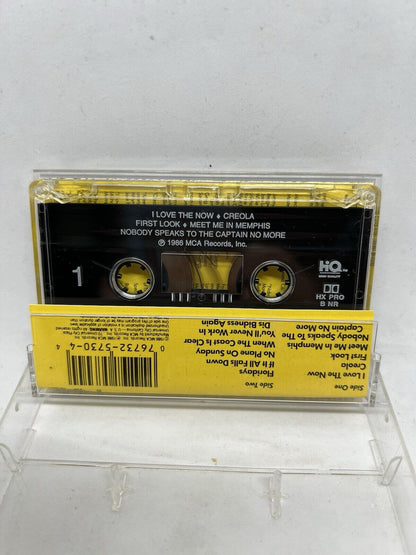 I LOVE THE NOW ♦ CREOLA
FIRST LOOK ♦ MEET ME IN MEMPHIS
NOBODY SPEAKS TO THE CAPTAIN NO MORE
℗ 1986 MCA Records, Inc.
1
HQ
HX PRO
B NR
Side One
I Love The Now
Creola
First Look
Meet Me In Memphis
Nobody Speaks To The
Captain No More
Side Two
Floridays
If It All Falls Down
No Plane On Sunday
When The Coast Is Clear
You'll Never Work In
Dis Bidness Again
0 76732-5730-4 4